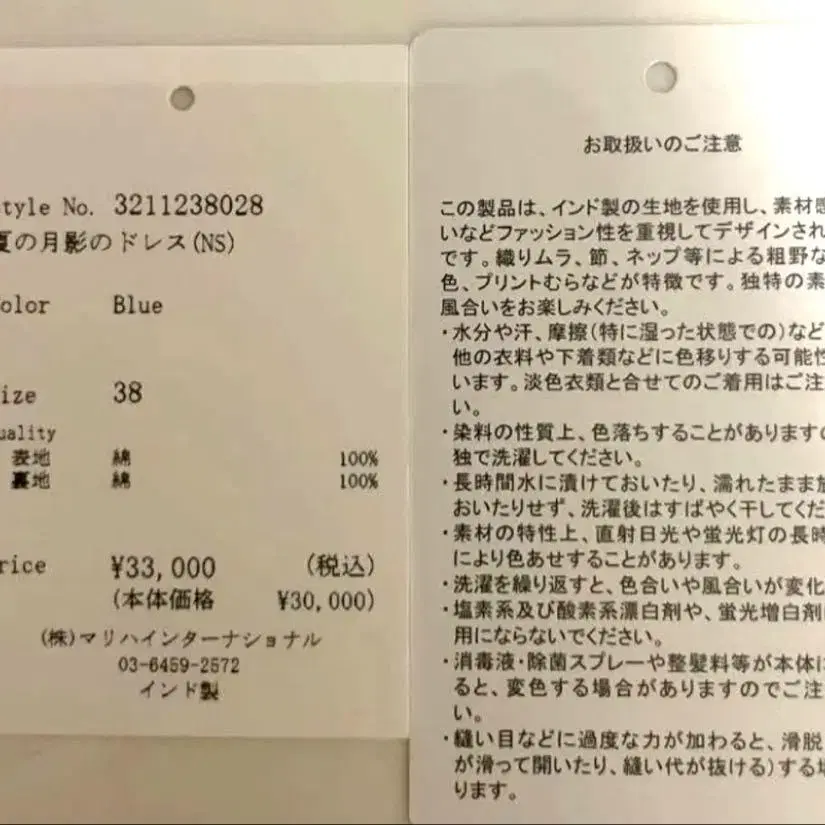 tyle No. 3211238028
夏の月影のドレス(NS)
olor Blue
ize 38
uality
表地 綿 100%
裏地 綿 100%
rice ¥33,000 (税込)
(本体価格 ¥30,000)
(株)マリハインターナショナル
03-6459-2572
インド製
お取扱いのご注意
この製品は、インド製の生地を使用し、素材感
いなどファッション性を重視してデザインされ
です。織りムラ、節、ネップ等による粗野な
色、プリントむらなどが特徴です。独特の素
風合いをお楽しみください。
・水分や汗、摩擦(特に湿った状態での)など
他の衣料や下着類などに色移りする可能性
います。淡色衣類と合せてのご着用はご注
い。
・染料の性質上、色落ちすることがありますの
独で洗濯してください。
・長時間水に漬けておいたり、濡れたまま放
おいたりせず、洗濯後はすばやく干してくだ
・素材の特性上、直射日光や蛍光灯の長時
により色あせすることがあります。
・洗濯を繰り返すと、色合いや風合いが変化
・塩素系及び酸素系漂白剤や、蛍光増白剤
用にならないでください。
・消毒液・除菌スプレーや整髪料等が本体に
ると、変色する場合がありますのでご注
い。
・縫い目などに過度な力が加わると、滑脱
が滑って開いたり、縫い代が抜ける)する場
ります。